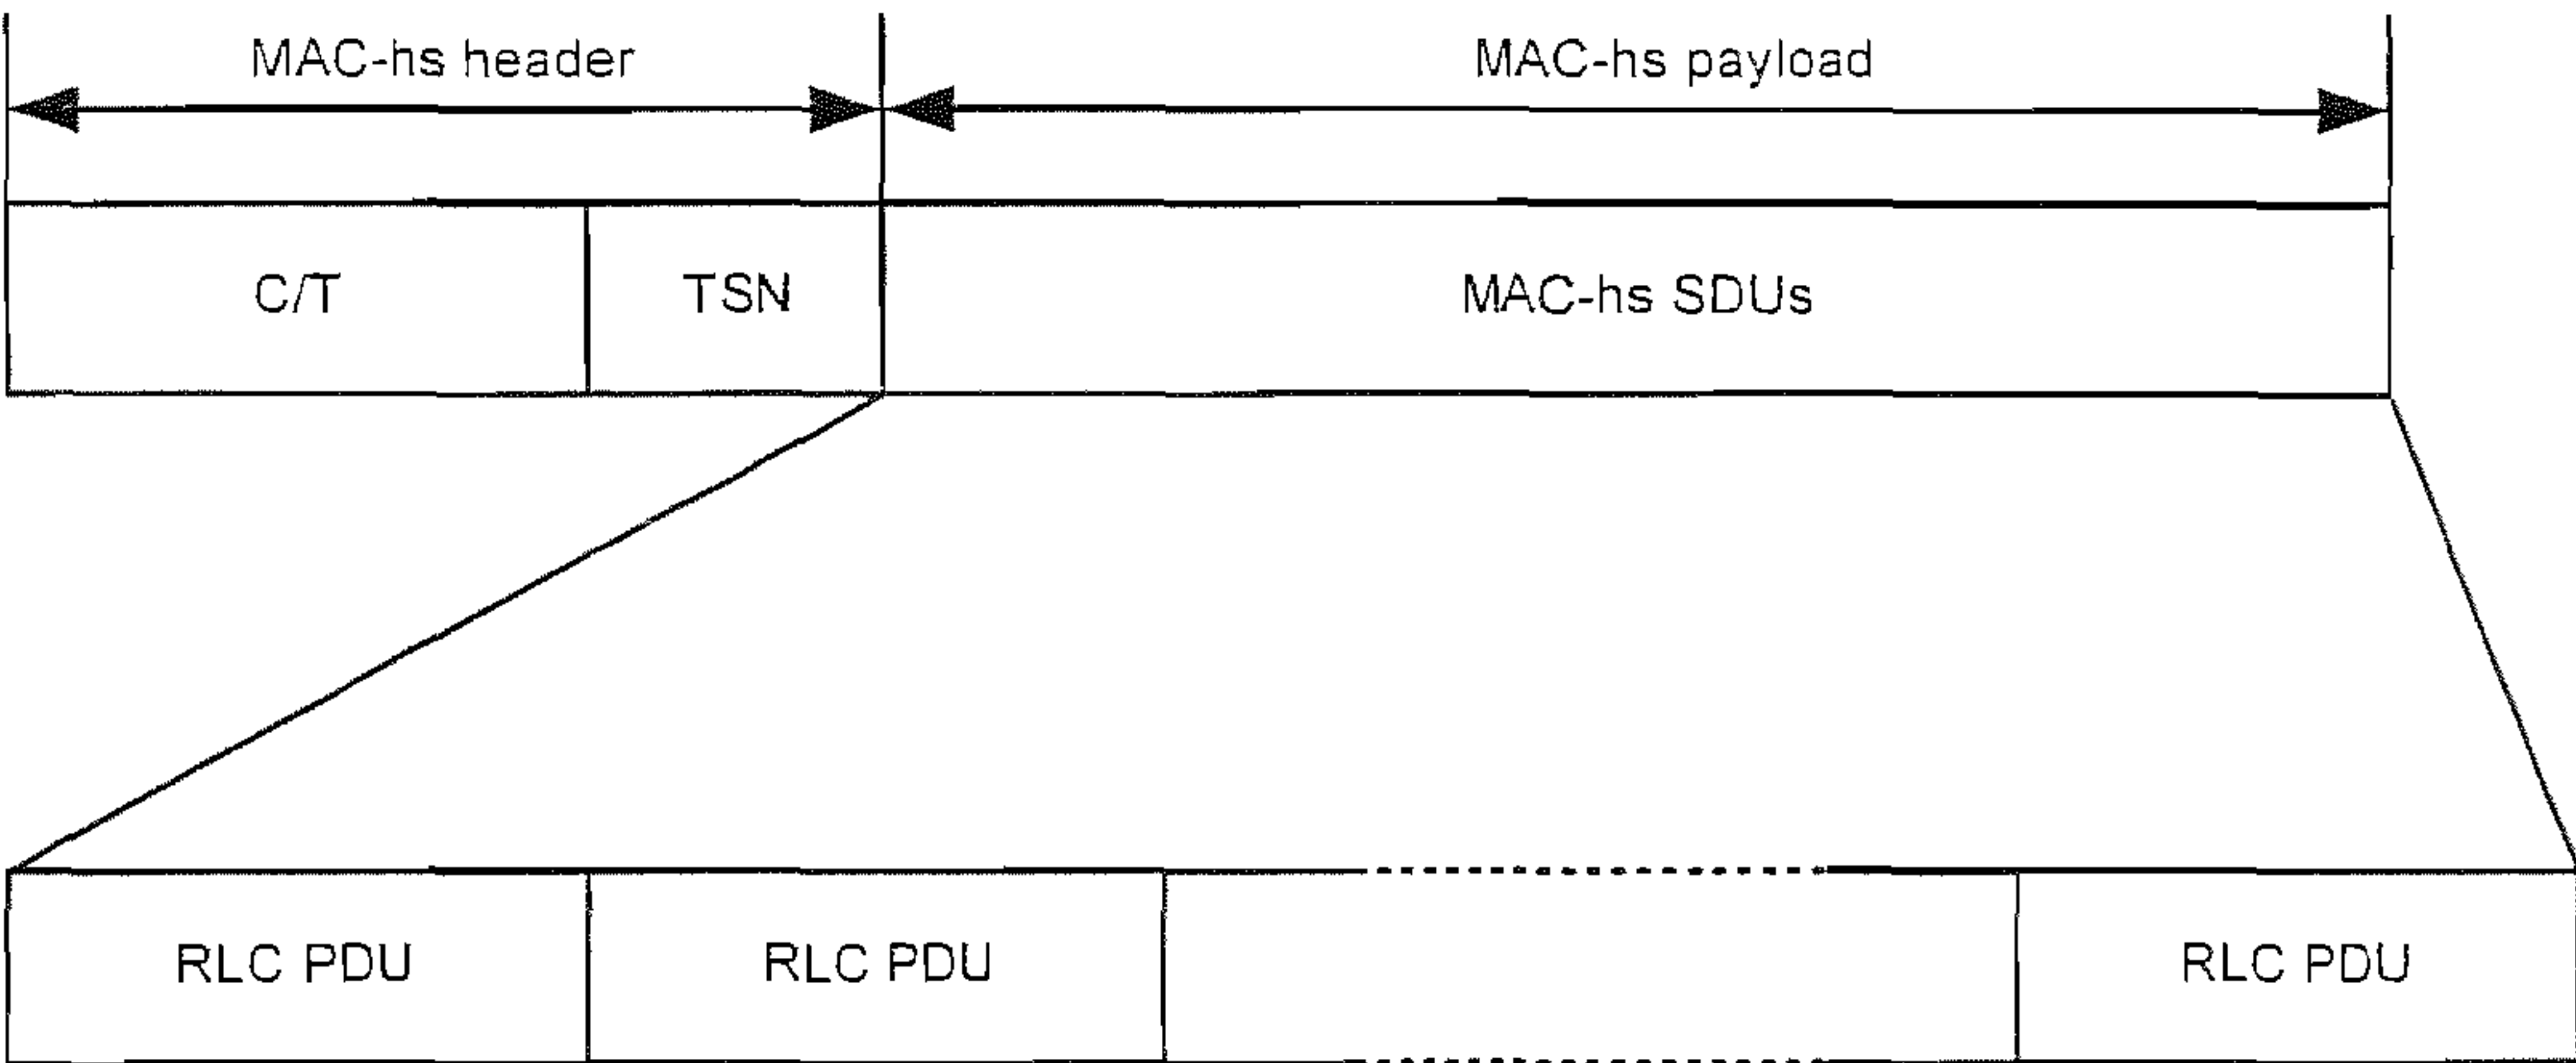 MAC-hs header
MAC-hs payload
C/T
TSN
MAC-hs SDUs
RLC PDU
RLC PDU
RLC PDU